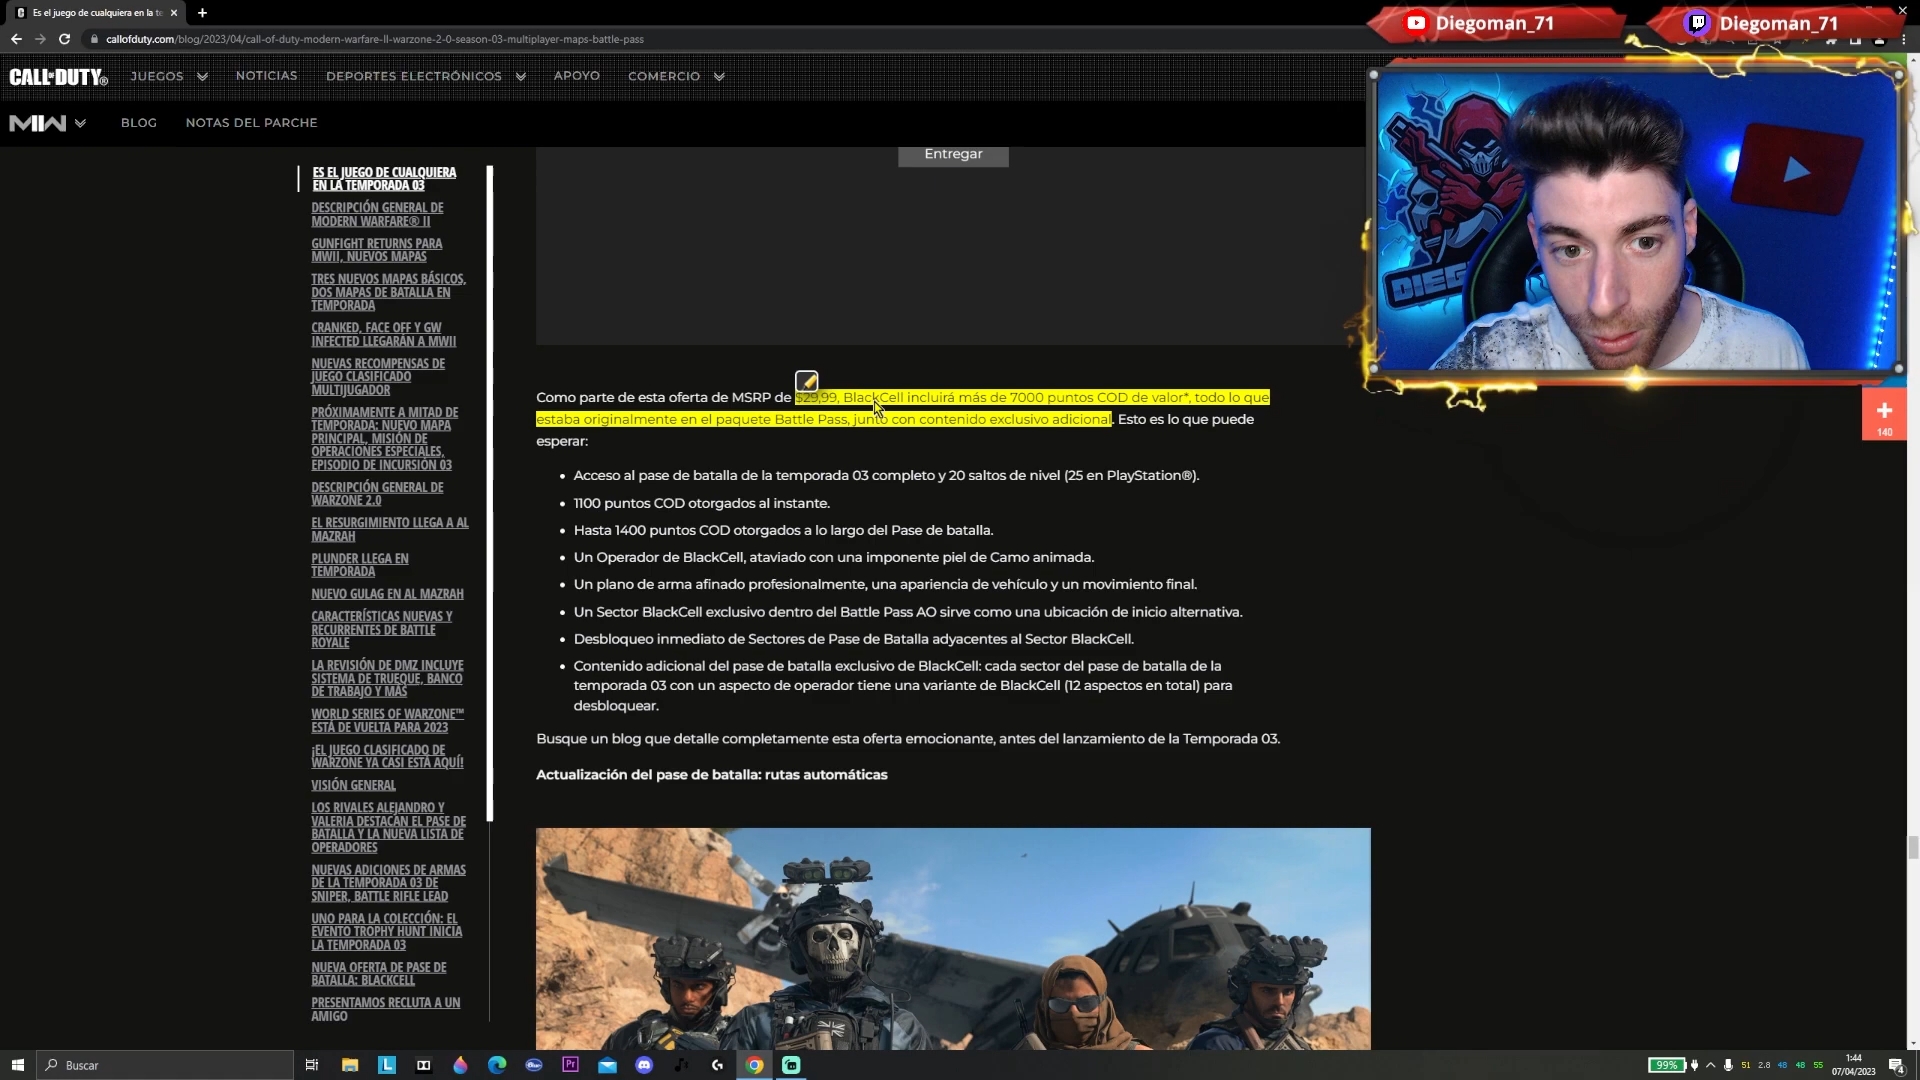 Es el juego de cualquiera en la te
callofduty.com/blog/2023/04/call-of-duty-modern-warfare-II-warzone-2-0-season-03-multiplayer-maps-battle-pass
Diegoman_71
Diegoman_71
CALL OF DUTY®
JUEGOS
NOTICIAS
DEPORTES ELECTRÓNICOS
APOYO
COMERCIO
MW
BLOG
NOTAS DEL PARCHE
ES EL JUEGO DE CUALQUIERA
EN LA TEMPORADA 03
DESCRIPCIÓN GENERAL DE
MODERN WARFARE® II
GUNFIGHT RETURNS PARA
MWII, NUEVOS MAPAS
TRES NUEVOS MAPAS BÁSICOS,
DOS MAPAS DE BATALLA EN
TEMPORADA
CRANKED, FACE OFF Y GW
INFECTED LLEGARÁN A MWII
NUEVAS RECOMPENSAS DE
JUEGO CLASIFICADO
MULTIJUGADOR
PRÓXIMAMENTE A MITAD DE
TEMPORADA: NUEVO MAPA
PRINCIPAL, MISIÓN DE
OPERACIONES ESPECIALES,
EPISODIO DE INCURSIÓN 03
DESCRIPCIÓN GENERAL DE
WARZONE 2.0
EL RESURGIMIENTO LLEGA A AL
MAZRAH
PLUNDER LLEGA EN
TEMPORADA
NUEVO GULAG EN AL MAZRAH
CARACTERÍSTICAS NUEVAS Y
RECURRENTES DE BATTLE
ROYALE
LA REVISIÓN DE DMZ INCLUYE
SISTEMA DE TRUEQUE, BANCO
DE TRABAJO Y MÁS
WORLD SERIES OF WARZONE™
ESTÁ DE VUELTA PARA 2023
¡EL JUEGO CLASIFICADO DE
WARZONE YA CASI ESTÁ AQUÍ!
VISIÓN GENERAL
LOS RIVALES ALEJANDRO Y
VALERIA DESTACAN EL PASE DE
BATALLA Y LA NUEVA LISTA DE
OPERADORES
NUEVAS ADICIONES DE ARMAS
DE LA TEMPORADA 03 DE
SNIPER, BATTLE RIFLE LEAD
UNO PARA LA COLECCIÓN: EL
EVENTO TROPHY HUNT INICIA
LA TEMPORADA 03
NUEVA OFERTA DE PASE DE
BATALLA: BLACKCELL
PRESENTAMOS RECLUTA A UN
AMIGO
Entregar
Como parte de esta oferta de MSRP de $29,99, BlackCell incluirá más de 7000 puntos COD de valor*, todo lo que
estaba originalmente en el paquete Battle Pass, junto con contenido exclusivo adicional. Esto es lo que puede
esperar:
• Acceso al pase de batalla de la temporada 03 completo y 20 saltos de nivel (25 en PlayStation®).
• 1100 puntos COD otorgados al instante.
• Hasta 1400 puntos COD otorgados a lo largo del Pase de batalla.
• Un Operador de BlackCell, ataviado con una imponente piel de Camo animada.
• Un plano de arma afinado profesionalmente, una apariencia de vehículo y un movimiento final.
• Un Sector BlackCell exclusivo dentro del Battle Pass AO sirve como una ubicación de inicio alternativa.
• Desbloqueo inmediato de Sectores de Pase de Batalla adyacentes al Sector BlackCell.
• Contenido adicional del pase de batalla exclusivo de BlackCell: cada sector del pase de batalla de la
temporada 03 con un aspecto de operador tiene una variante de BlackCell (12 aspectos en total) para
desbloquear.
Busque un blog que detalle completamente esta oferta emocionante, antes del lanzamiento de la Temporada 03.
Actualización del pase de batalla: rutas automáticas
DIEG
140
Buscar
99%
51 2.8 48 48 55
1:44
07/04/2023
4